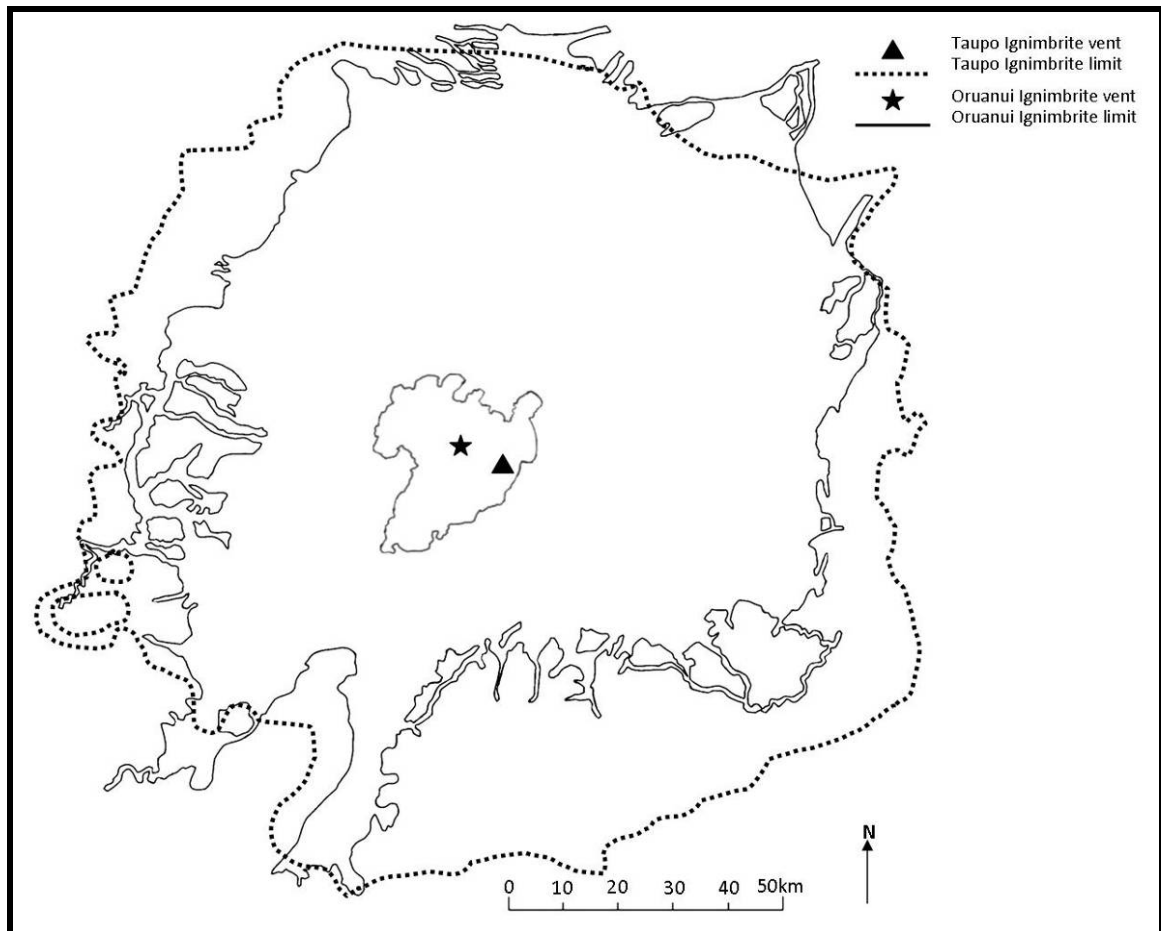 Taupo Ignimbrite vent
Taupo Ignimbrite limit
Oruanui Ignimbrite vent
Oruanui Ignimbrite limit
N
0 10 20 30 40 50km